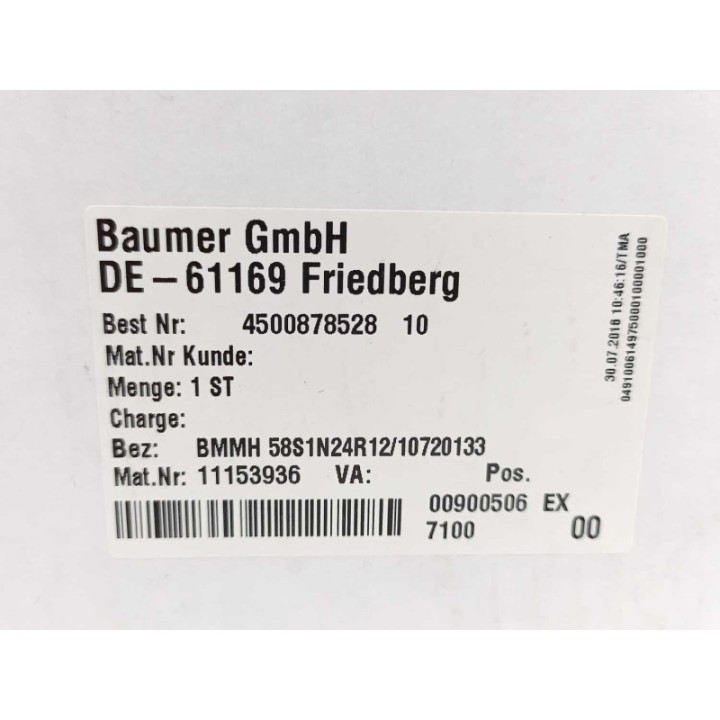 Baumer GmbH
DE-61169 Friedberg
Best Nr: 4500878528 10
Mat.Nr Kunde:
Menge: 1 ST
Charge:
Bez: BMMH 58S1N24R12/10720133
Mat.Nr: 11153936 VA: Pos.
00900506 EX
7100 00
30.07.2018 10:46:16/TMA
049100614975000100001000